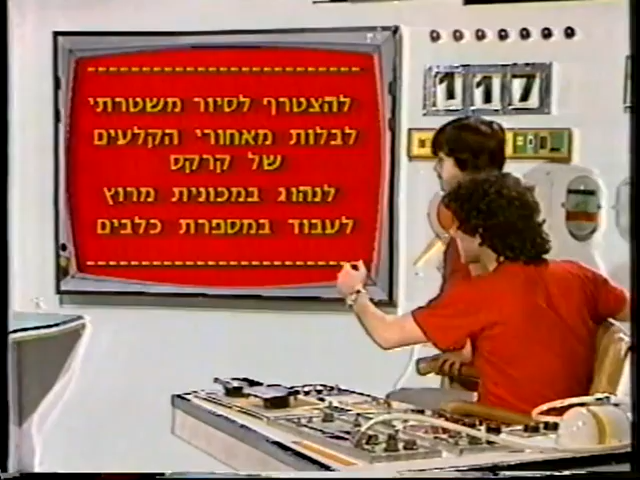 להצטרף לסיור משטרתי
לבלות מאחורי הקלעים
של קרקס
לנהוג במכונית מרוץ
לעבוד במספרת כלבים
117